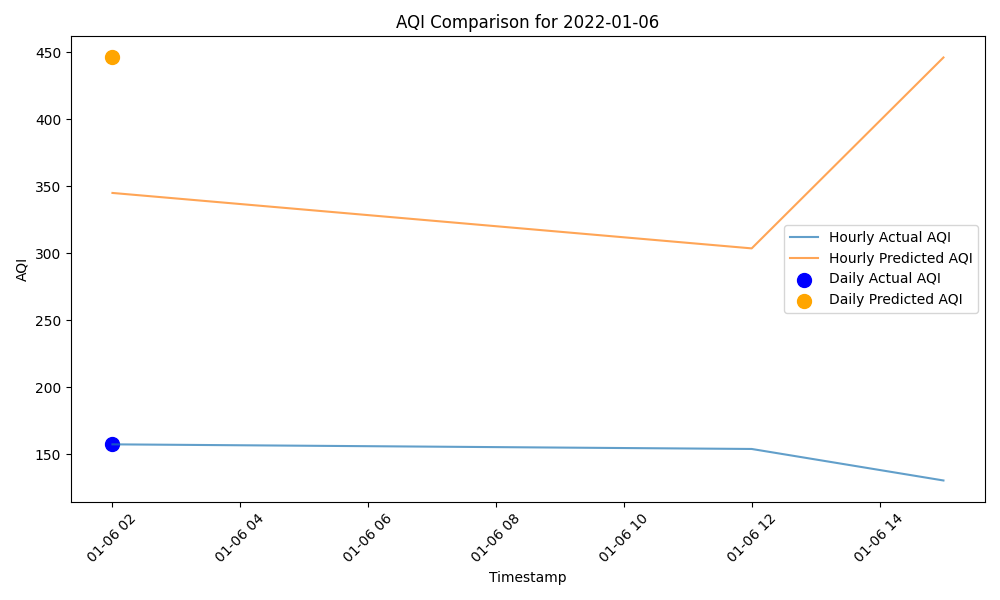 AQI Comparison for 2022-01-06
450
400
350
300
250
200
150
AQI
Hourly Actual AQI
Hourly Predicted AQI
Daily Actual AQI
Daily Predicted AQI
01-06 02
01-06 04
01-06 06
01-06 08
01-06 10
01-06 12
01-06 14
Timestamp